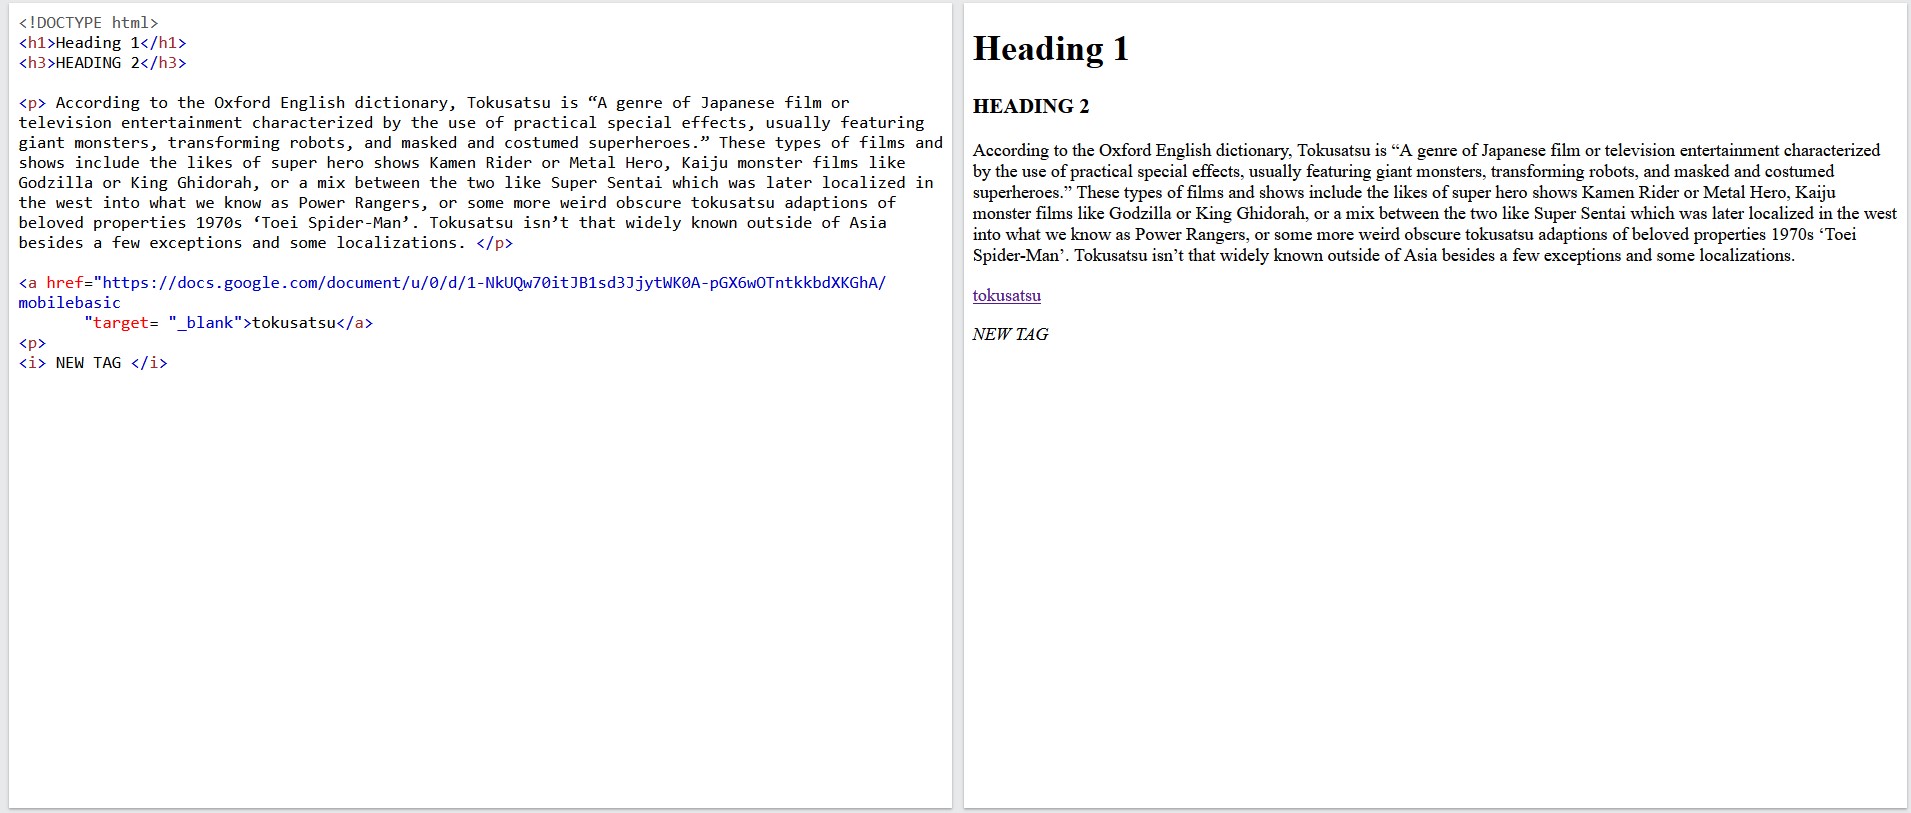 <!DOCTYPE html>
<h1>Heading 1</h1>
<h3>HEADING 2</h3>
<p> According to the Oxford English dictionary, Tokusatsu is “A genre of Japanese film or
television entertainment characterized by the use of practical special effects, usually featuring
giant monsters, transforming robots, and masked and costumed superheroes.” These types of films and
shows include the likes of super hero shows Kamen Rider or Metal Hero, Kaiju monster films like
Godzilla or King Ghidorah, or a mix between the two like Super Sentai which was later localized in
the west into what we know as Power Rangers, or some more weird obscure tokusatsu adaptions of
beloved properties 1970s ‘Toei Spider-Man’. Tokusatsu isn’t that widely known outside of Asia
besides a few exceptions and some localizations. </p>
<a href="https://docs.google.com/document/u/0/d/1-NkUQw70itJB1sd3JjytWK0A-pGX6wOTntkkbdXKGhA/
mobilebasic
"target= "_blank">tokusatsu</a>
<p>
<i> NEW TAG </i>
Heading 1
HEADING 2
According to the Oxford English dictionary, Tokusatsu is “A genre of Japanese film or television entertainment characterized
by the use of practical special effects, usually featuring giant monsters, transforming robots, and masked and costumed
superheroes.” These types of films and shows include the likes of super hero shows Kamen Rider or Metal Hero, Kaiju
monster films like Godzilla or King Ghidorah, or a mix between the two like Super Sentai which was later localized in the west
into what we know as Power Rangers, or some more weird obscure tokusatsu adaptions of beloved properties 1970s ‘Toei
Spider-Man’. Tokusatsu isn’t that widely known outside of Asia besides a few exceptions and some localizations.
tokusatsu
NEW TAG